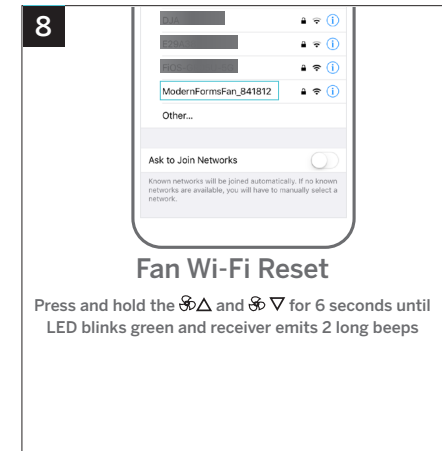 8
DJA
ModernFormsFan_841812
Other...
Ask to Join Networks
Known networks will be joined automatically. If no known
networks are available, you will have to manually select a
network.
Fan Wi-Fi Reset
Press and hold the △ and ▽ for 6 seconds until
LED blinks green and receiver emits 2 long beeps